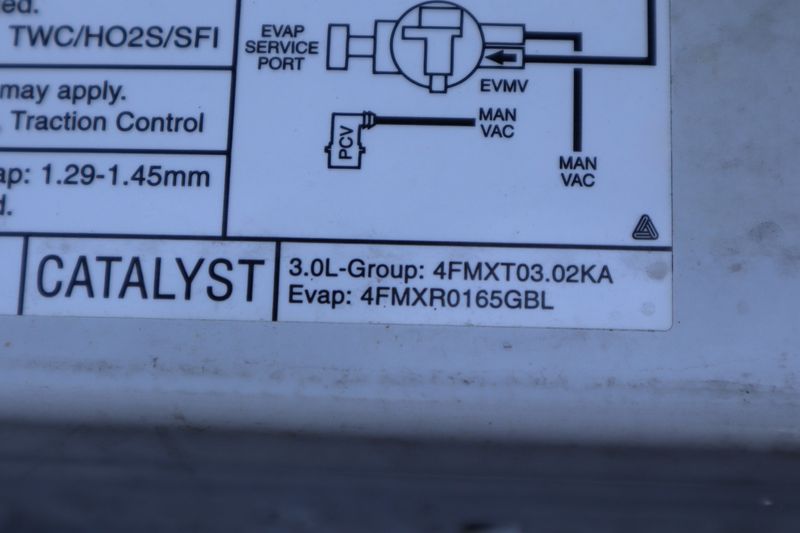 ed.
TWC/HO2S/SFI
may apply.
, Traction Control
ap: 1.29-1.45mm
d.
EVAP
SERVICE
PORT
EVMV
PCV
MAN
VAC
MAN
VAC
CATALYST
3.0L-Group: 4FMXT03.02KA
Evap: 4FMXR0165GBL